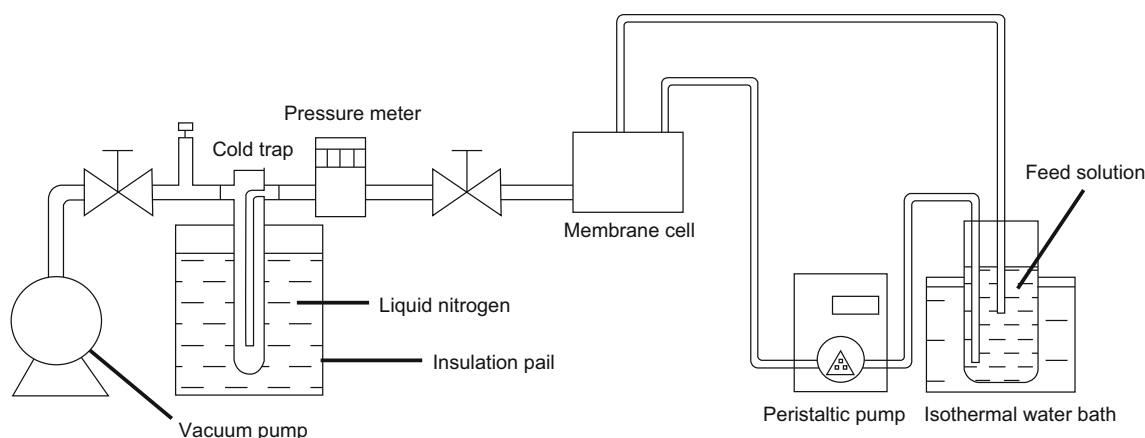 Pressure meter
Cold trap
Feed solution
Membrane cell
Liquid nitrogen
Insulation pail
Peristaltic pump
Isothermal water bath
Vacuum pump